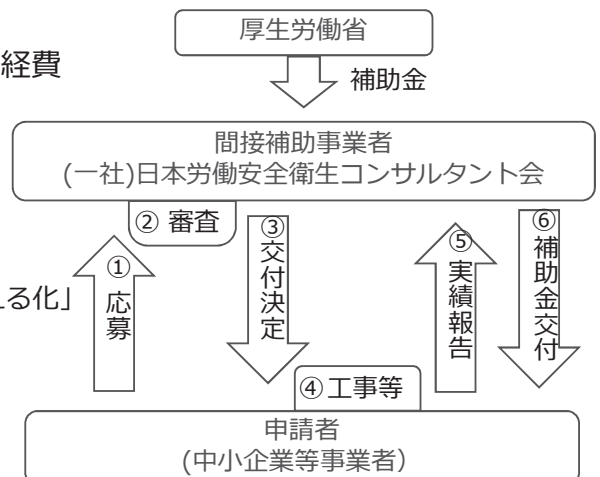 厚生労働省
経費
補助金
間接補助事業者
(一社)日本労働安全衛生コンサルタント会
② 審査
①応募
③交付決定
⑤実績報告
⑥補助金交付
える化」
④工事等
申請者
(中小企業等事業者）